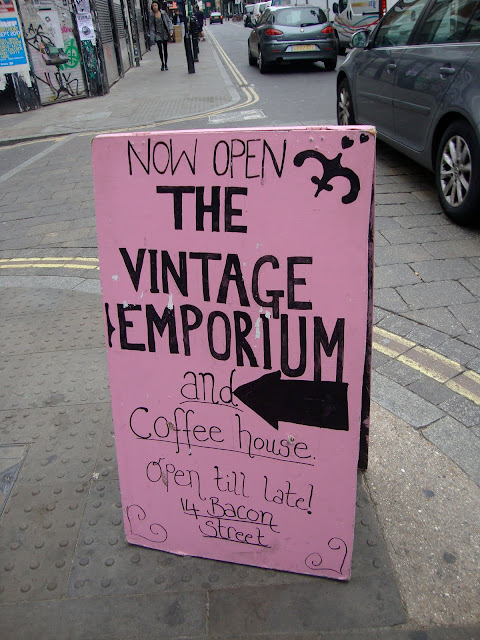 NOW OPEN
THE
VINTAGE
EMPORIUM
and
Coffee house.
Open till late!
14 Bacon
Street